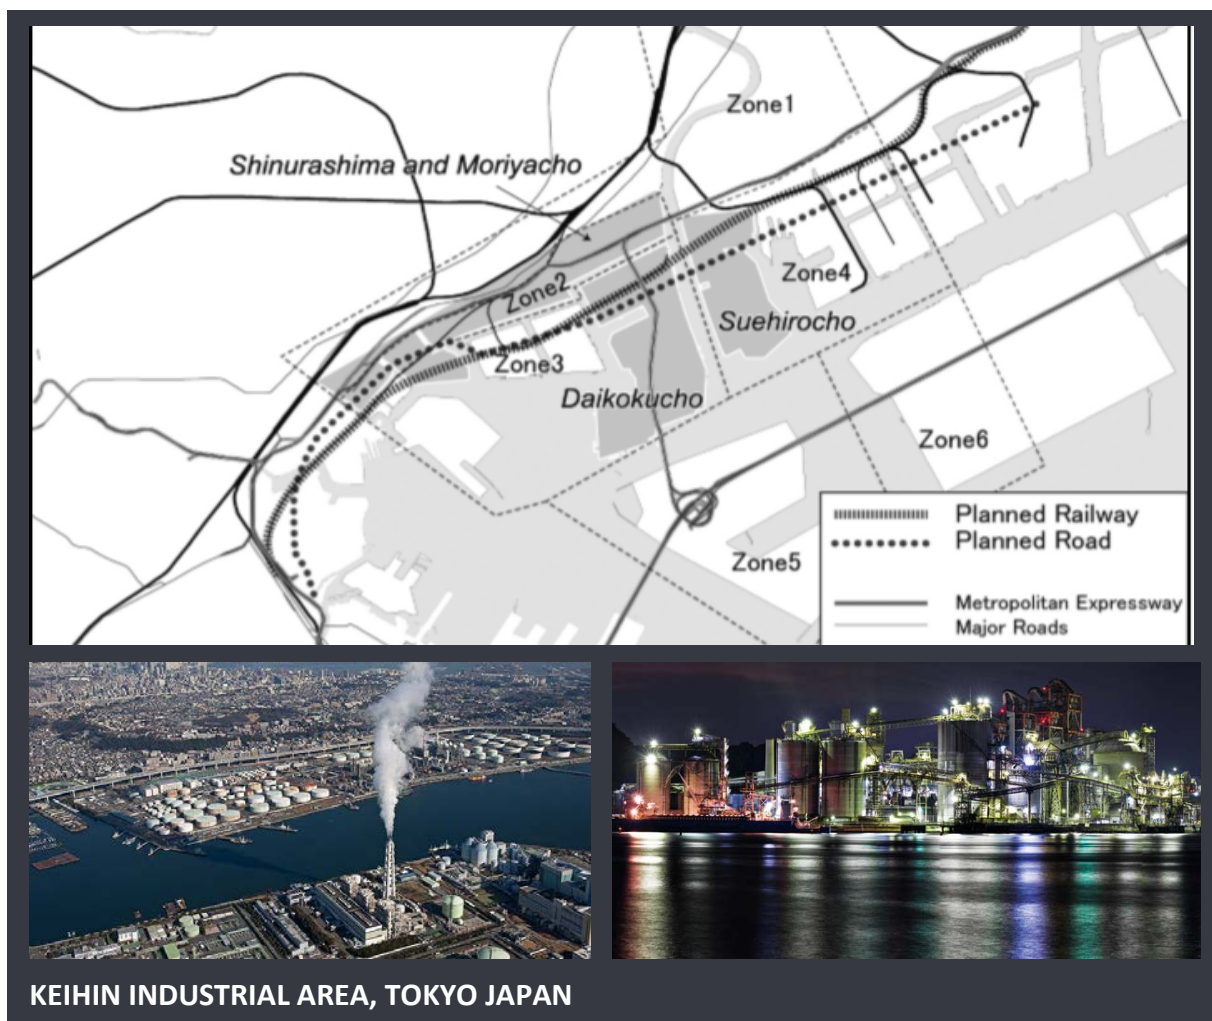 Zone1
Shinurashima and Moriyacho
Zone4
Zone2
Suehirocho
Zone3
Daikokucho
Zone6
Planned Railway
Planned Road
Zone5
Metropolitan Expressway
Major Roads
KEIHIN INDUSTRIAL AREA, TOKYO JAPAN